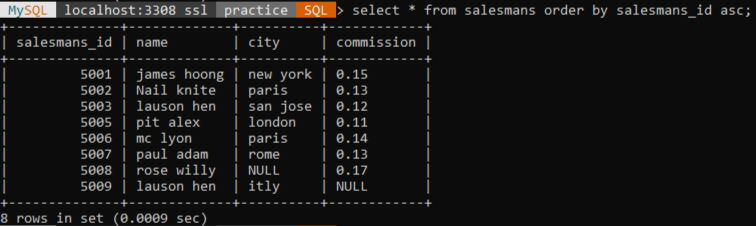 MySQL localhost:3308 ssl practice SQL > select * from salesmans order by salesmans_id asc;
+--------------+-------------+----------+------------+
| salesmans_id | name        | city     | commission |
+--------------+-------------+----------+------------+
|         5001 | james hoong | new york | 0.15       |
|         5002 | Nail knite  | paris    | 0.13       |
|         5003 | lauson hen  | san jose | 0.12       |
|         5005 | pit alex    | london   | 0.11       |
|         5006 | mc lyon     | paris    | 0.14       |
|         5007 | paul adam   | rome     | 0.13       |
|         5008 | rose willy  | NULL     | 0.17       |
|         5009 | lauson hen  | itly     | NULL       |
+--------------+-------------+----------+------------+
8 rows in set (0.0009 sec)